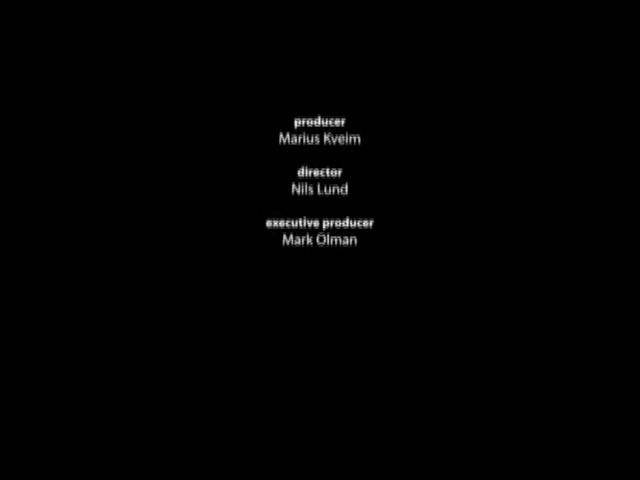 producer
Marius Kveim
director
Nils Lund
executive producer
Mark Olman